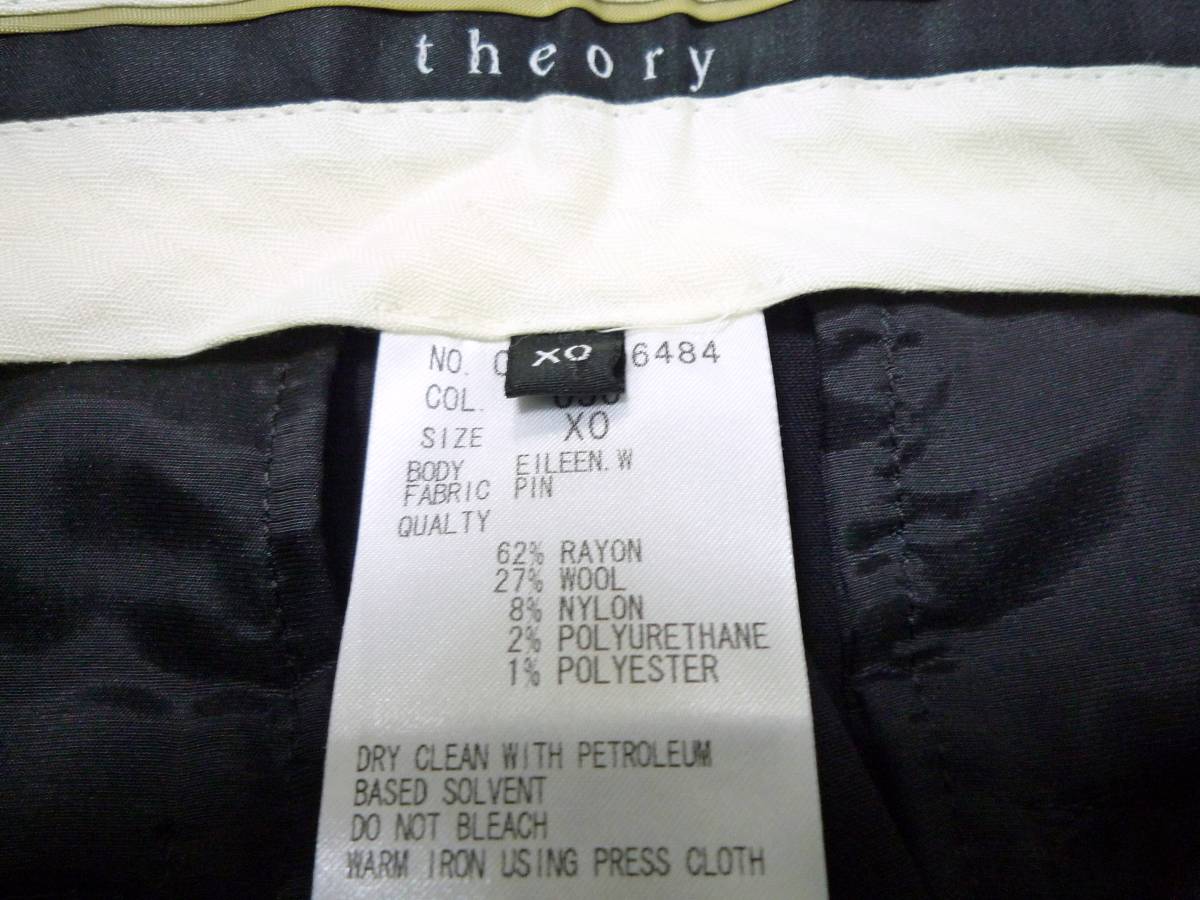 theory
XO
NO. 6484
COL.
SIZE XO
BODY EILEEN.W
FABRIC PIN
QUALTY
62% RAYON
27% WOOL
8% NYLON
2% POLYURETHANE
1% POLYESTER
DRY CLEAN WITH PETROLEUM
BASED SOLVENT
DO NOT BLEACH
WARM IRON USING PRESS CLOTH